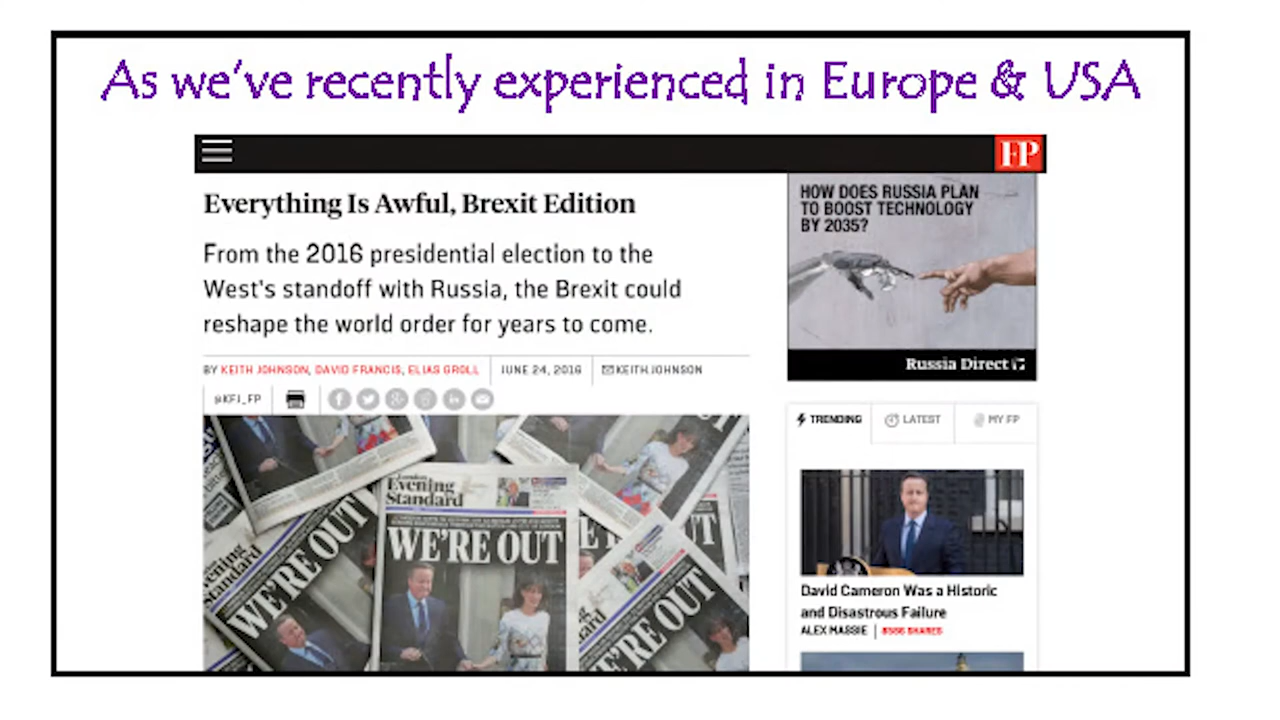 As we've recently experienced in Europe & USA
FP
Everything Is Awful, Brexit Edition
From the 2016 presidential election to the
West's standoff with Russia, the Brexit could
reshape the world order for years to come.
BY KEITH JOHNSON, DAVID FRANCIS, ELIAS GROLL
JUNE 24, 2016
KEITH.JOHNSON
@KFJ_FP
HOW DOES RUSSIA PLAN
TO BOOST TECHNOLOGY
BY 2035?
Russia Direct
TRENDING
LATEST
MY FP
Evening
Standard
WE'RE OUT
WE'RE OUT
WE'RE OUT
David Cameron Was a Historic
and Disastrous Failure
ALEX MASSIE
SHARES